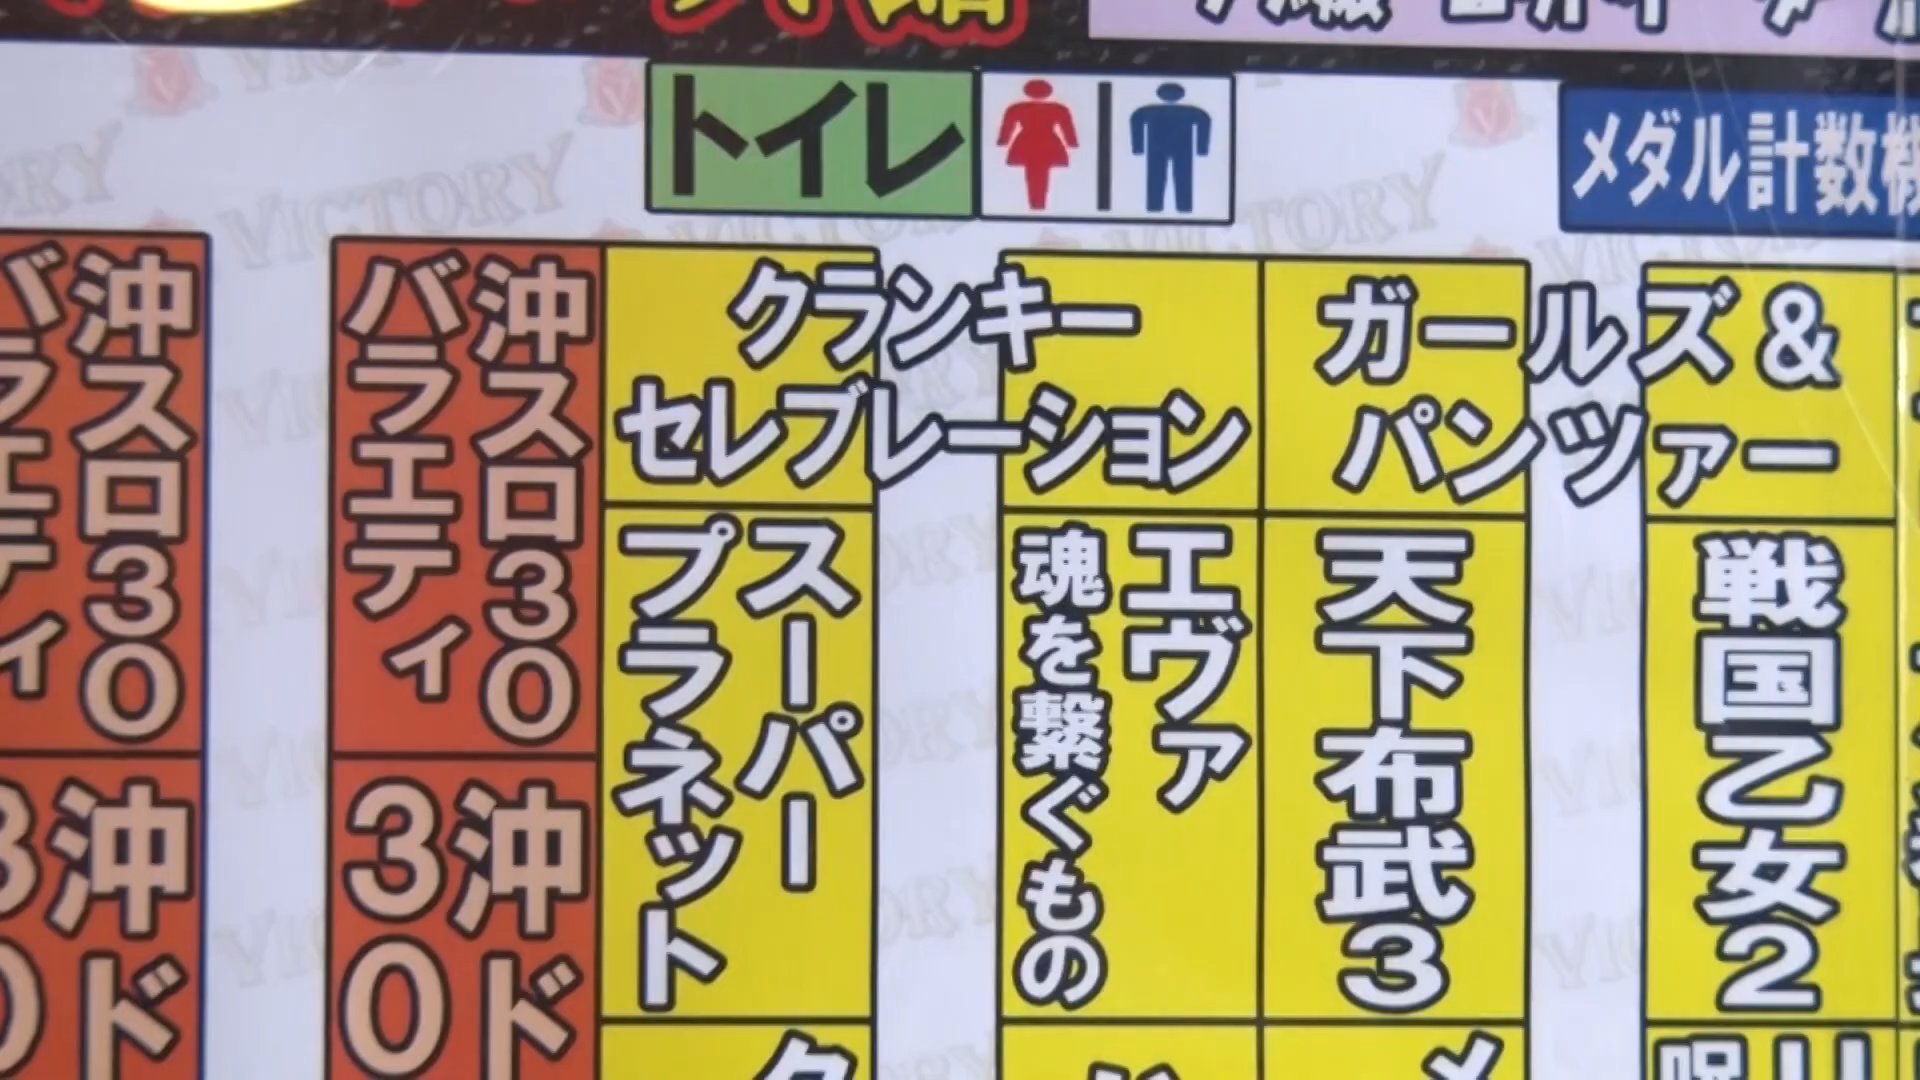 トイレ
メダル計数機
沖スロ30
バラエティ
沖スロ30
バラエティ
クランキー
セレブレーション
ガールズ&
パンツァー
スーパー
プラネット
エヴァ
魂を繋ぐもの
天下布武3
戦国乙女2
沖ド
30
沖ド
30
VICTORY